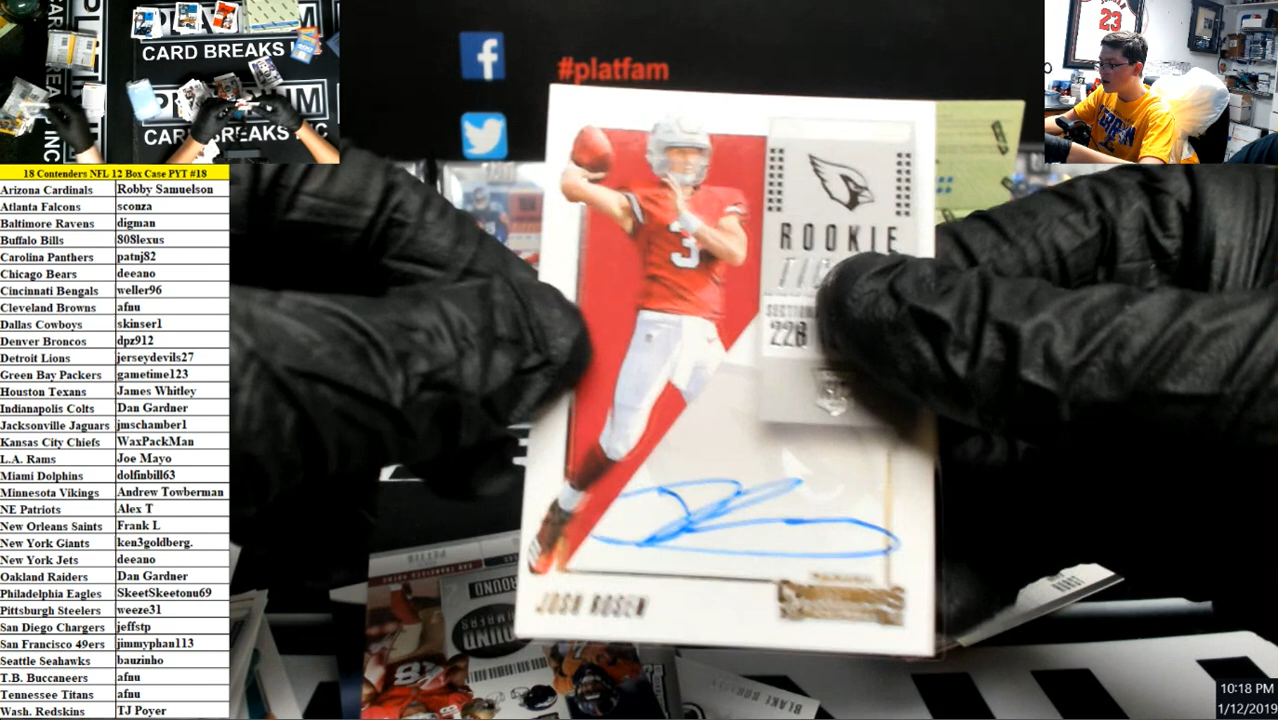 CARD BREAKS INC
CARD BREAKS INC
#platfam
23
18 Contenders NFL 12 Box Case PYT #18
Arizona Cardinals Robby Samuelson
Atlanta Falcons sconza
Baltimore Ravens digman
Buffalo Bills 808lexus
Carolina Panthers patnj82
Chicago Bears deeano
Cincinnati Bengals weller96
Cleveland Browns afnu
Dallas Cowboys skinser1
Denver Broncos dpz912
Detroit Lions jerseydevils27
Green Bay Packers gametime123
Houston Texans James Whitley
Indianapolis Colts Dan Gardner
Jacksonville Jaguars jmschamber1
Kansas City Chiefs WaxPackMan
L.A. Rams Joe Mayo
Miami Dolphins dolfinbill63
Minnesota Vikings Andrew Towberman
NE Patriots Alex T
New Orleans Saints Frank L
New York Giants ken3goldberg.
New York Jets deeano
Oakland Raiders Dan Gardner
Philadelphia Eagles SkeetSkeetonu69
Pittsburgh Steelers weeze31
San Diego Chargers jeffstp
San Francisco 49ers jimmyphan113
Seattle Seahawks bauzinho
T.B. Buccaneers afnu
Tennessee Titans afnu
Wash. Redskins TJ Poyer
ROOKIE
228
3
JOSH ROSEN
PANINI
CONTENDERS
ROUND
HURST
10:18 PM
1/12/2019